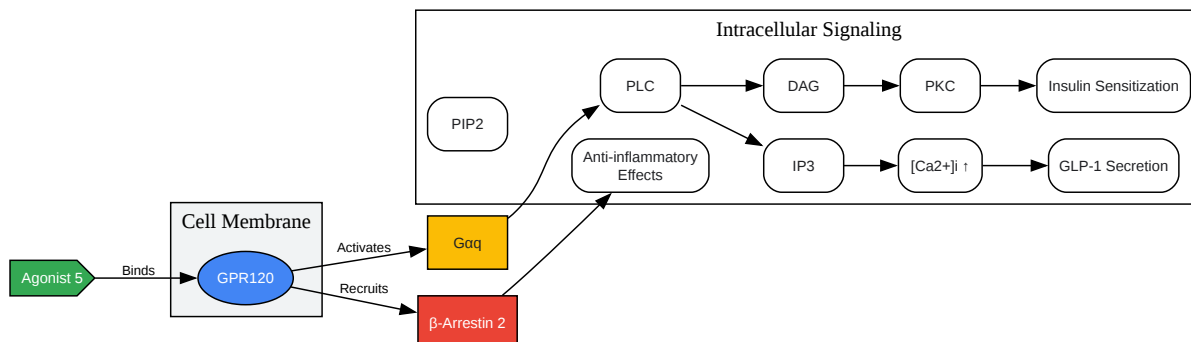 Intracellular Signaling
PLC
DAG
PKC
Insulin Sensitization
PIP2
Anti-inflammatory
Effects
IP3
[Ca2+]i ↑
GLP-1 Secretion
Cell Membrane
Agonist 5
Binds
GPR120
Activates
Gαq
Recruits
β-Arrestin 2